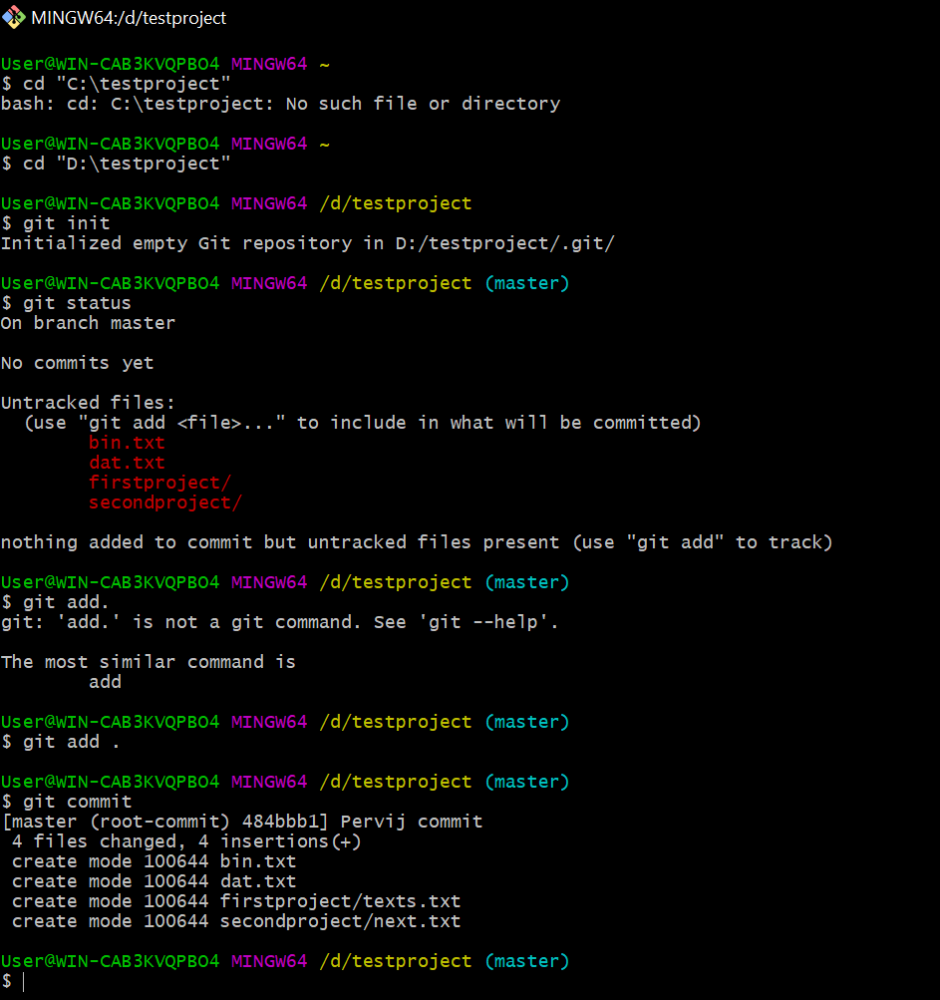 MINGW64:/d/testproject
User@WIN-CAB3KVQPBO4 MINGW64 ~
$ cd "C:\testproject"
bash: cd: C:\testproject: No such file or directory
User@WIN-CAB3KVQPBO4 MINGW64 ~
$ cd "D:\testproject"
User@WIN-CAB3KVQPBO4 MINGW64 /d/testproject
$ git init
Initialized empty Git repository in D:/testproject/.git/
User@WIN-CAB3KVQPBO4 MINGW64 /d/testproject (master)
$ git status
On branch master
No commits yet
Untracked files:
  (use "git add <file>..." to include in what will be committed)
        bin.txt
        dat.txt
        firstproject/
        secondproject/
nothing added to commit but untracked files present (use "git add" to track)
User@WIN-CAB3KVQPBO4 MINGW64 /d/testproject (master)
$ git add.
git: 'add.' is not a git command. See 'git --help'.
The most similar command is
        add
User@WIN-CAB3KVQPBO4 MINGW64 /d/testproject (master)
$ git add .
User@WIN-CAB3KVQPBO4 MINGW64 /d/testproject (master)
$ git commit
[master (root-commit) 484bbb1] Pervij commit
 4 files changed, 4 insertions(+)
 create mode 100644 bin.txt
 create mode 100644 dat.txt
 create mode 100644 firstproject/texts.txt
 create mode 100644 secondproject/next.txt
User@WIN-CAB3KVQPBO4 MINGW64 /d/testproject (master)
$